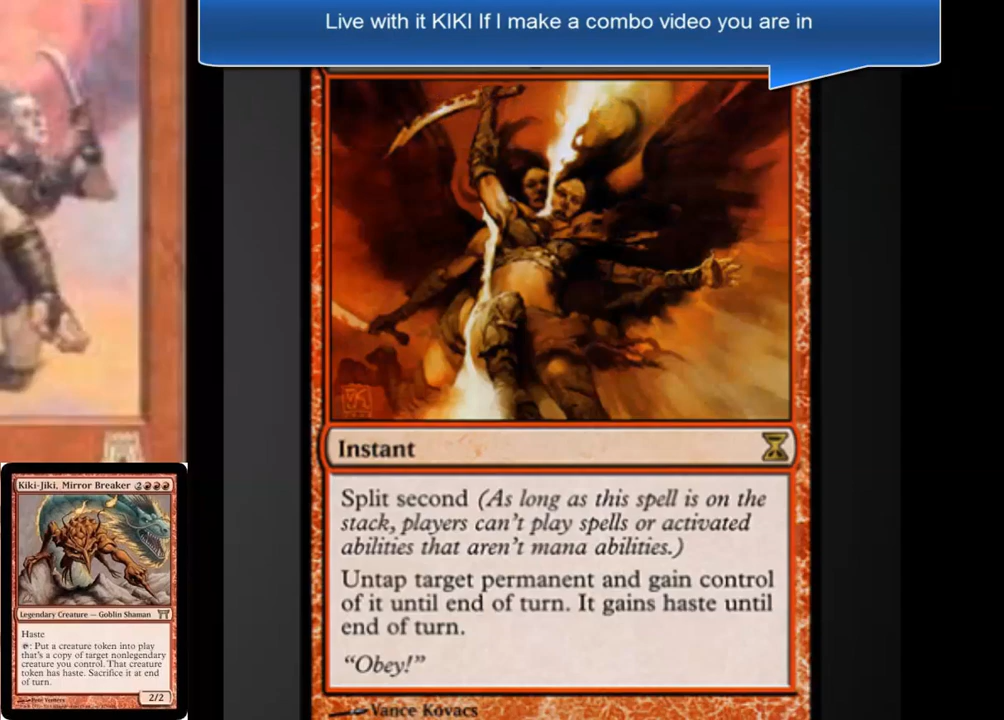 Live with it KIKI If I make a combo video you are in
Instant
Split second (As long as this spell is on the
stack, players can't play spells or activated
abilities that aren't mana abilities.)
Untap target permanent and gain control
of it until end of turn. It gains haste until
end of turn.
"Obey!"
Vance Kovacs
Kiki-Jiki, Mirror Breaker 2
Legendary Creature — Goblin Shaman
Haste
: Put a creature token into play
that's a copy of target nonlegendary
creature you control. That creature
token has haste. Sacrifice it at end
of turn.
2/2